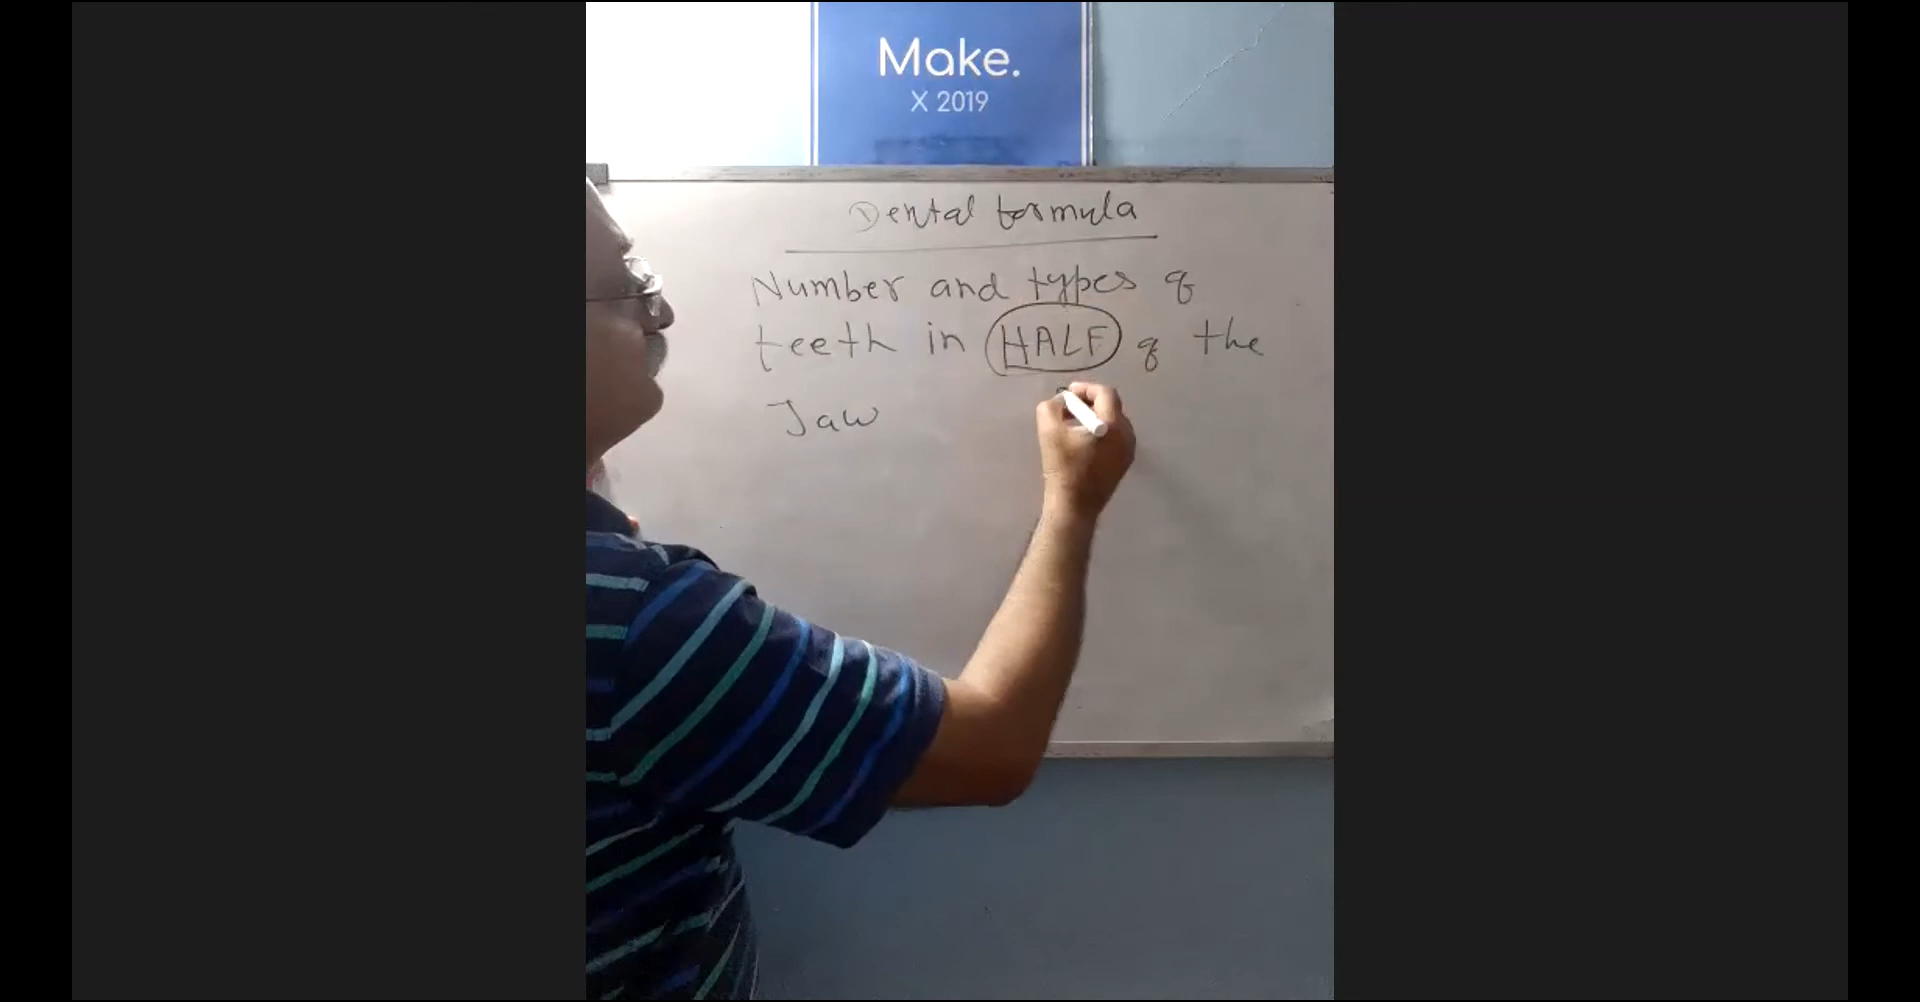 Make.
X 2019
Dental formula
Number and types of
teeth in HALF of the
Jaw